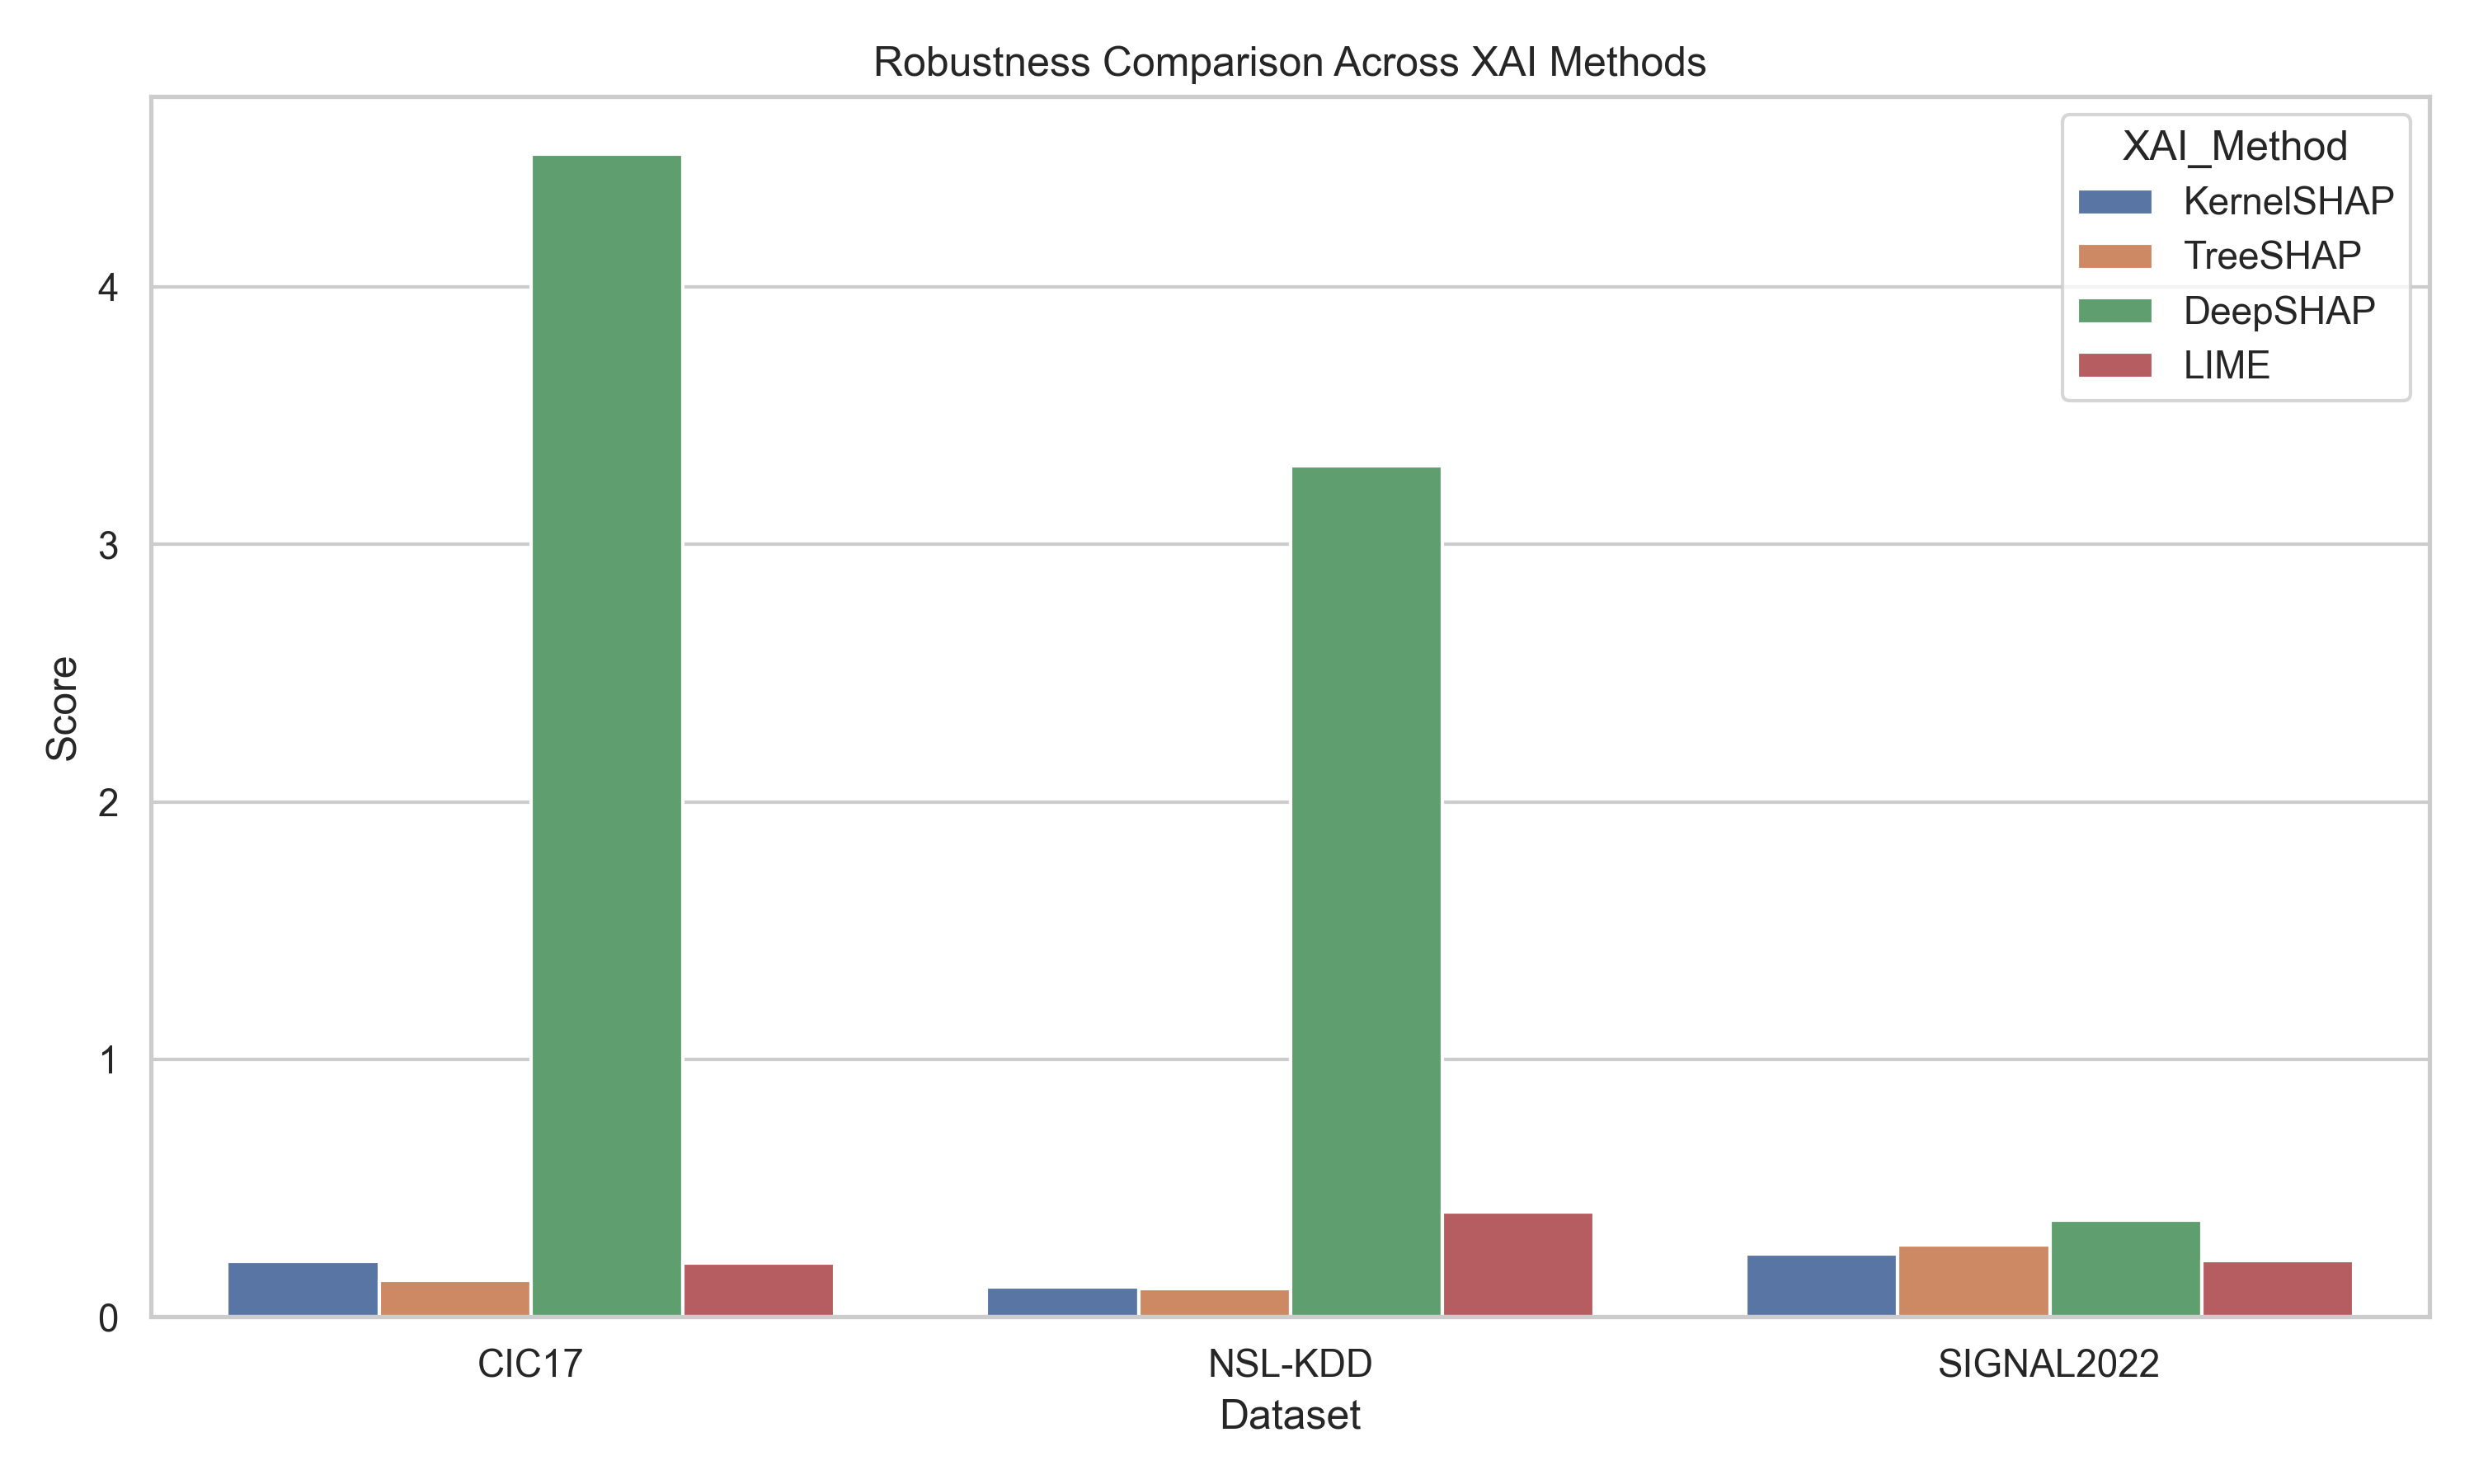 Robustness Comparison Across XAI Methods
XAI_Method
KernelSHAP
TreeSHAP
DeepSHAP
LIME
Score
4
3
2
1
0
CIC17
NSL-KDD
SIGNAL2022
Dataset